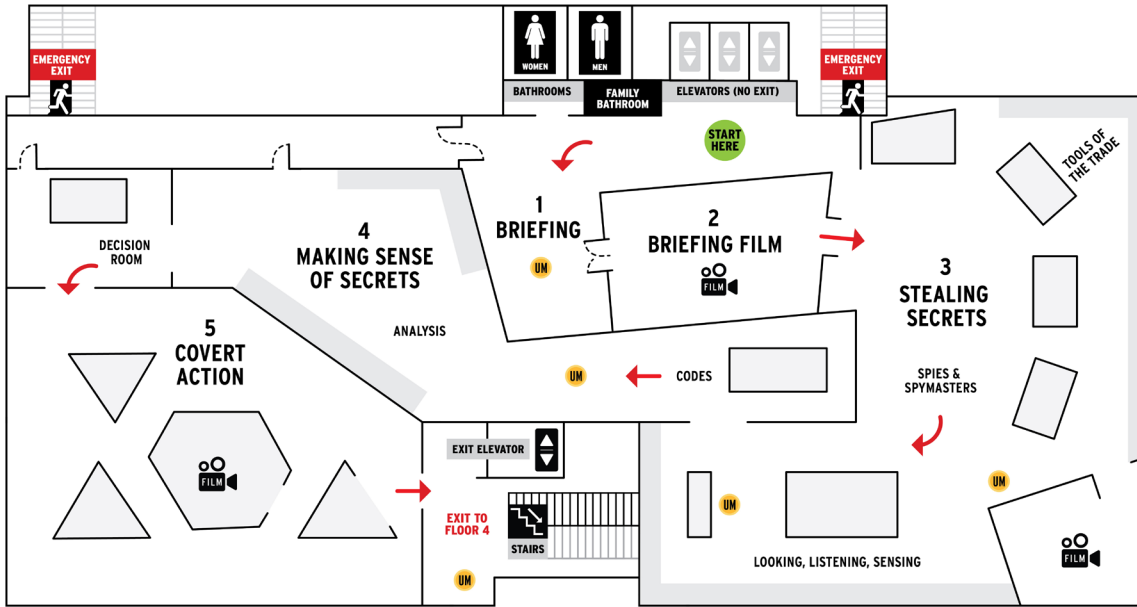 WOMEN
MEN
EMERGENCY
EXIT
EMERGENCY
EXIT
BATHROOMS
FAMILY
BATHROOM
ELEVATORS (NO EXIT)
START
HERE
TOOLS OF
THE TRADE
1
BRIEFING
UM
2
BRIEFING FILM
FILM
3
STEALING
SECRETS
SPIES &
SPYMASTERS
UM
FILM
LOOKING, LISTENING, SENSING
UM
CODES
UM
4
MAKING SENSE
OF SECRETS
ANALYSIS
DECISION
ROOM
5
COVERT
ACTION
FILM
EXIT ELEVATOR
EXIT TO
FLOOR 4
STAIRS
UM